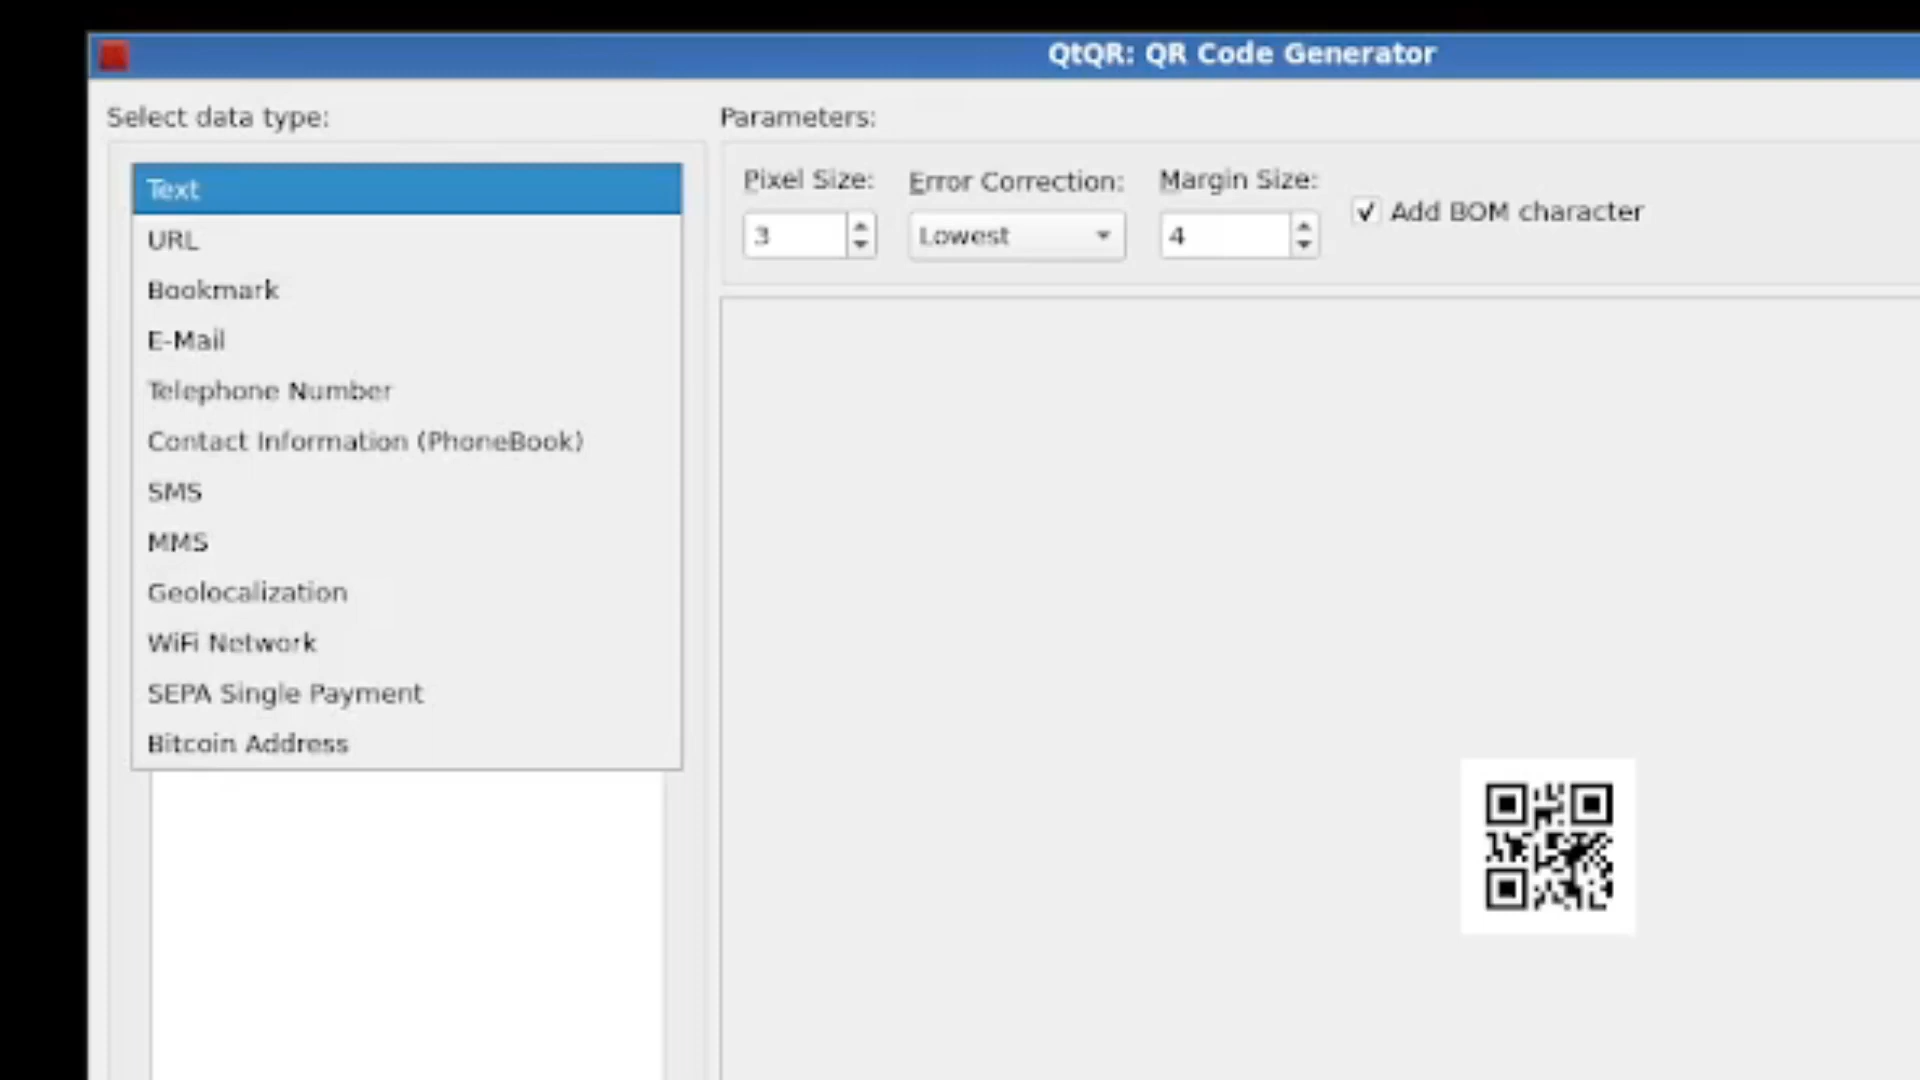 QtQR: QR Code Generator
Select data type:
Text
URL
Bookmark
E-Mail
Telephone Number
Contact Information (PhoneBook)
SMS
MMS
Geolocalization
WiFi Network
SEPA Single Payment
Bitcoin Address
Parameters:
Pixel Size: Error Correction: Margin Size:
3 Lowest 4 Add BOM character